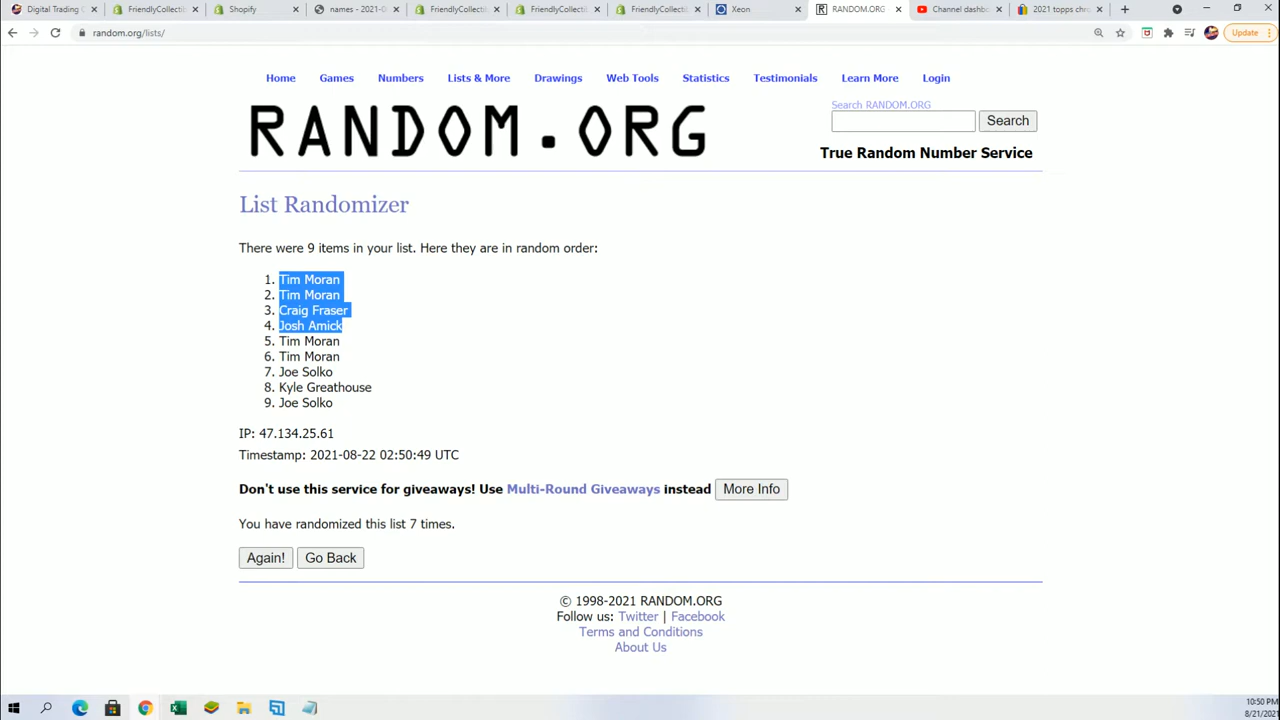 Digital Trading C
FriendlyCollectib
Shopify
names - 2021-0
FriendlyCollectib
FriendlyCollectib
FriendlyCollectib
Xeon
RANDOM.ORG
Channel dashbo
2021 topps chro
random.org/lists/
Update
Home Games Numbers Lists & More Drawings Web Tools Statistics Testimonials Learn More Login
RANDOM.ORG
Search RANDOM.ORG
Search
True Random Number Service
List Randomizer
There were 9 items in your list. Here they are in random order:
1. Tim Moran
2. Tim Moran
3. Craig Fraser
4. Josh Amick
5. Tim Moran
6. Tim Moran
7. Joe Solko
8. Kyle Greathouse
9. Joe Solko
IP: 47.134.25.61
Timestamp: 2021-08-22 02:50:49 UTC
Don't use this service for giveaways! Use Multi-Round Giveaways instead More Info
You have randomized this list 7 times.
Again! Go Back
© 1998-2021 RANDOM.ORG
Follow us: Twitter | Facebook
Terms and Conditions
About Us
10:50 PM
8/21/2021